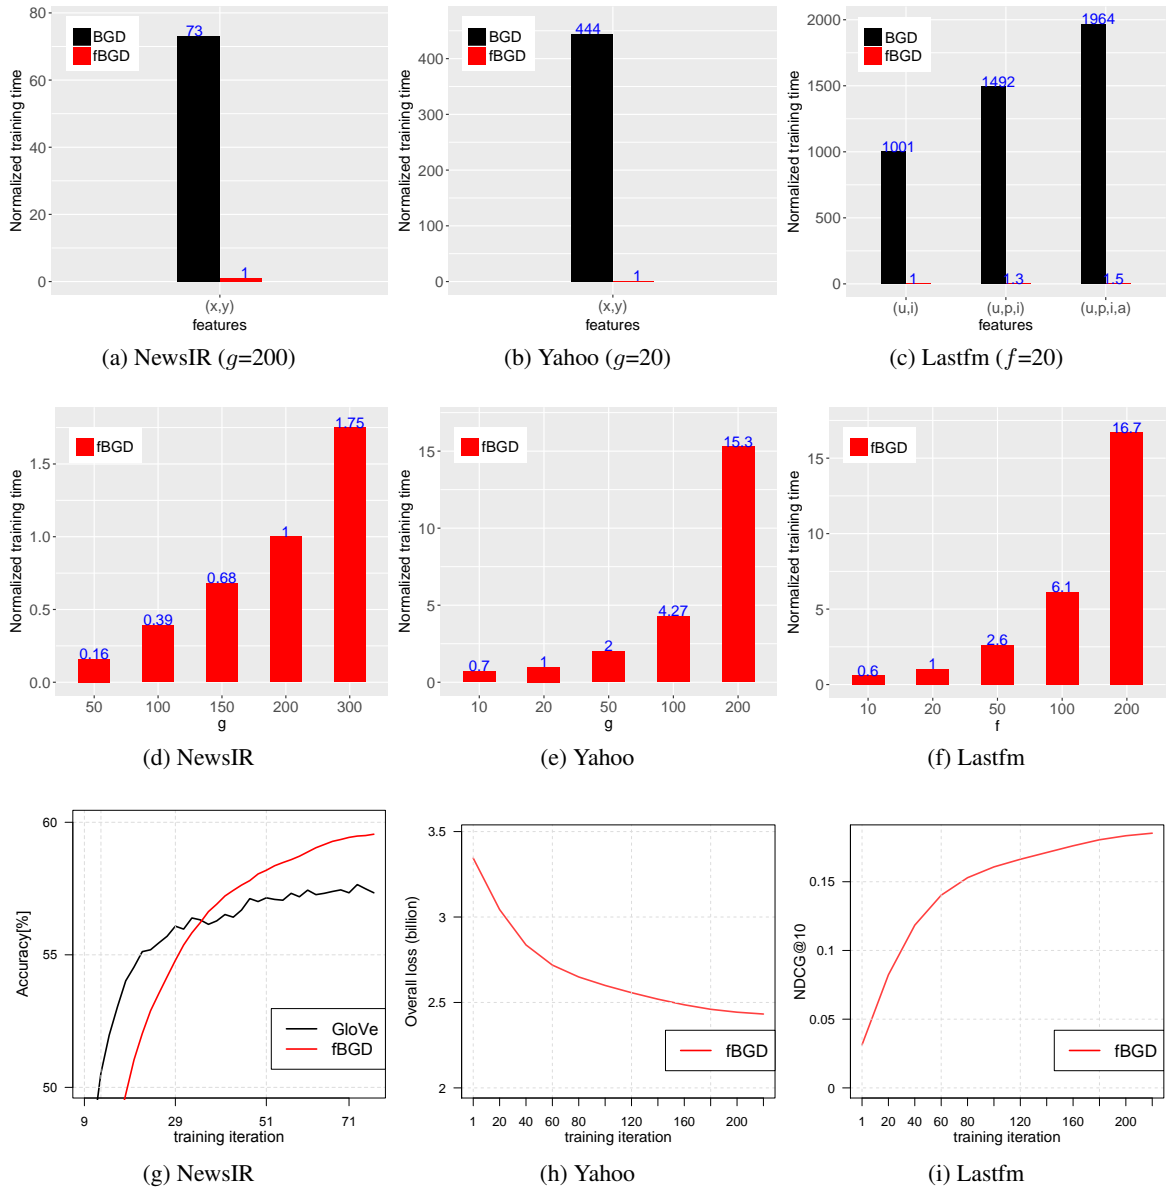 80
60
40
20
0
Normalized training time
BGD
fBGD
73
1
(x,y)
features
(a) NewsIR (g=200)
400
300
200
100
0
Normalized training time
BGD
fBGD
444
1
(x,y)
features
(b) Yahoo (g=20)
2000
1500
1000
500
0
Normalized training time
BGD
fBGD
1001
1
1492
1.3
1964
1.5
(u,i)
(u,p,i)
(u,p,i,a)
features
(c) Lastfm (f=20)
1.5
1.0
0.5
0.0
Normalized training time
fBGD
0.16
0.39
0.68
1
1.75
50 100 150 200 300
g
(d) NewsIR
15
10
5
0
Normalized training time
fBGD
0.7
1
2
4.27
15.3
10 20 50 100 200
g
(e) Yahoo
15
10
5
0
Normalized training time
fBGD
0.6
1
2.6
6.1
16.7
10 20 50 100 200
f
(f) Lastfm
60
55
50
Accuracy[%]
GloVe
fBGD
9 29 51 71
training iteration
(g) NewsIR
3.5
3
2.5
2
Overall loss (billion)
fBGD
1 20 40 60 80 120 160 200
training iteration
(h) Yahoo
0.15
0.1
0.05
0
NDCG@10
fBGD
1 20 40 60 80 120 160 200
training iteration
(i) Lastfm